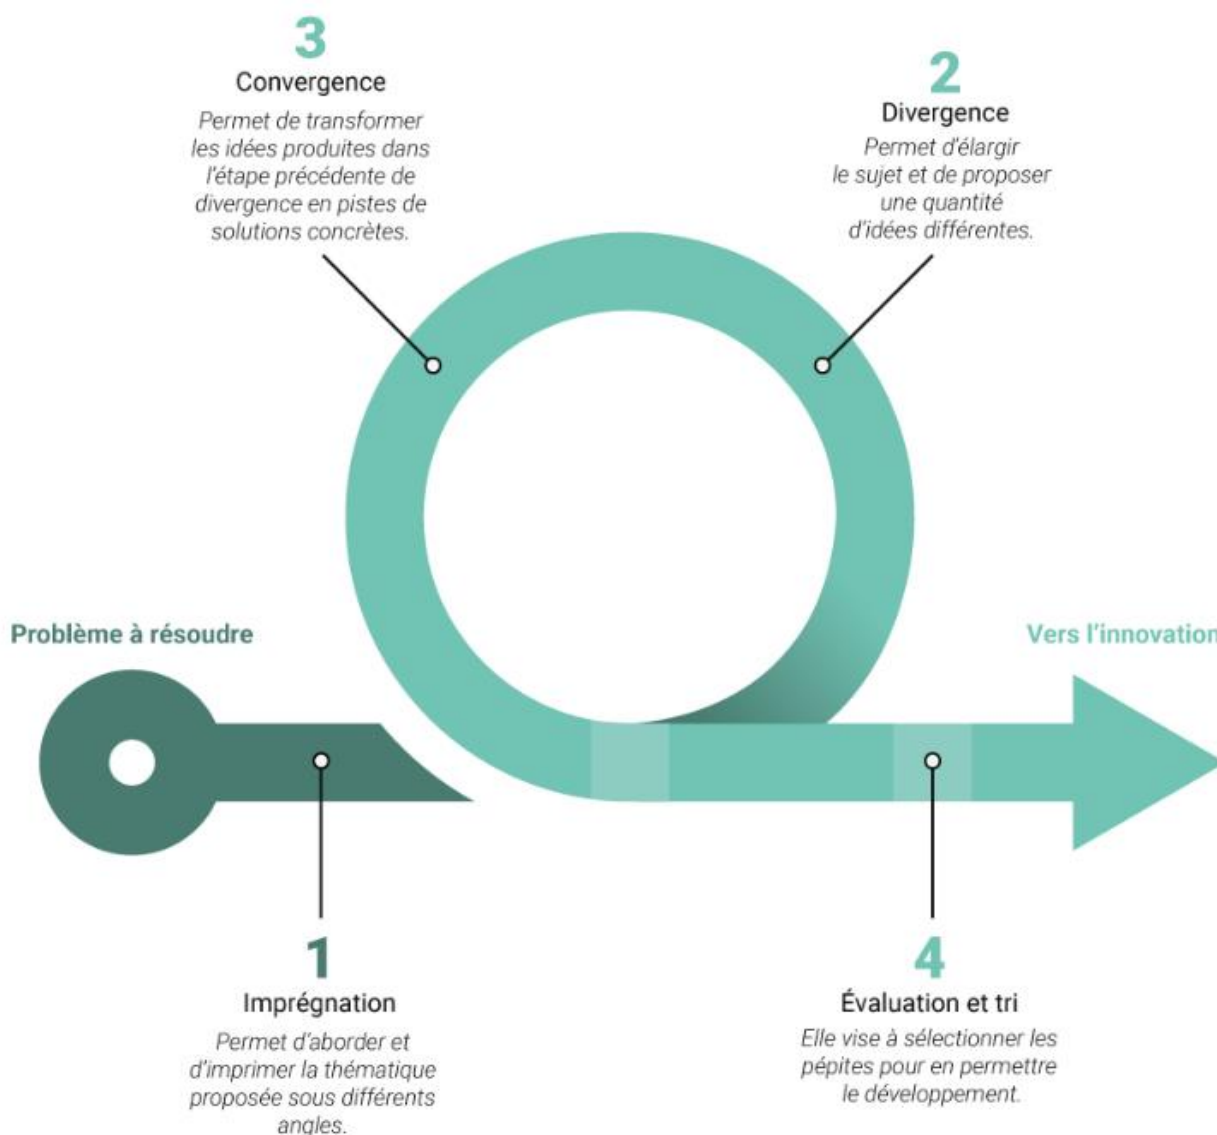 3
Convergence
Permet de transformer
les idées produites dans
l'étape précédente de
divergence en pistes de
solutions concrètes.
2
Divergence
Permet d'élargir
le sujet et de proposer
une quantité
d'idées différentes.
Problème à résoudre
Vers l'innovation
1
Imprégnation
Permet d'aborder et
d'imprimer la thématique
proposée sous différents
angles.
4
Évaluation et tri
Elle vise à sélectionner les
pépites pour en permettre
le développement.